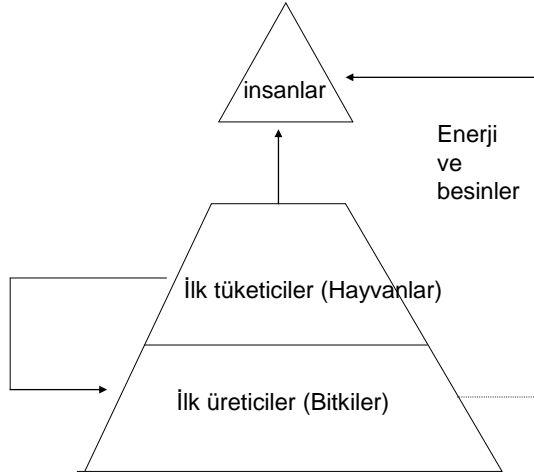 insanlar
Enerji
ve
besinler
İlk tüketiciler (Hayvanlar)
İlk üreticiler (Bitkiler)